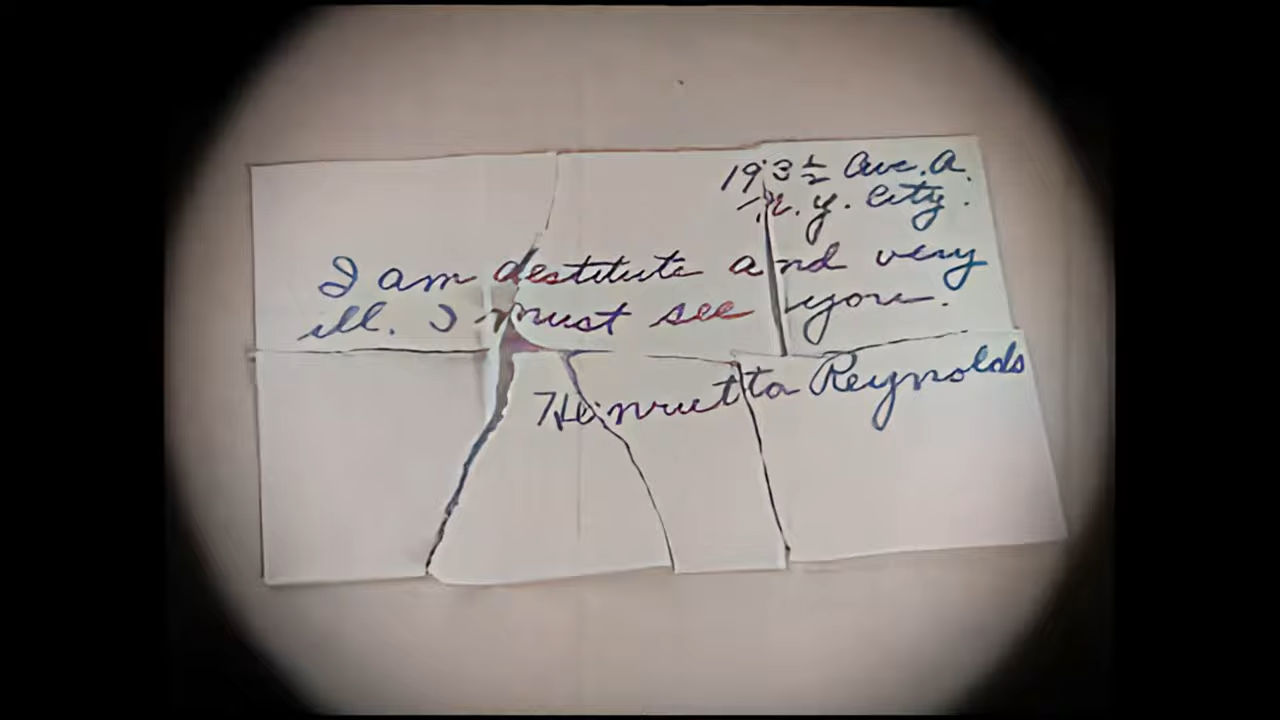 193½ Ave. A.
N. Y. City.
I am destitute and very
ill. I must see you.
Henrietta Reynolds